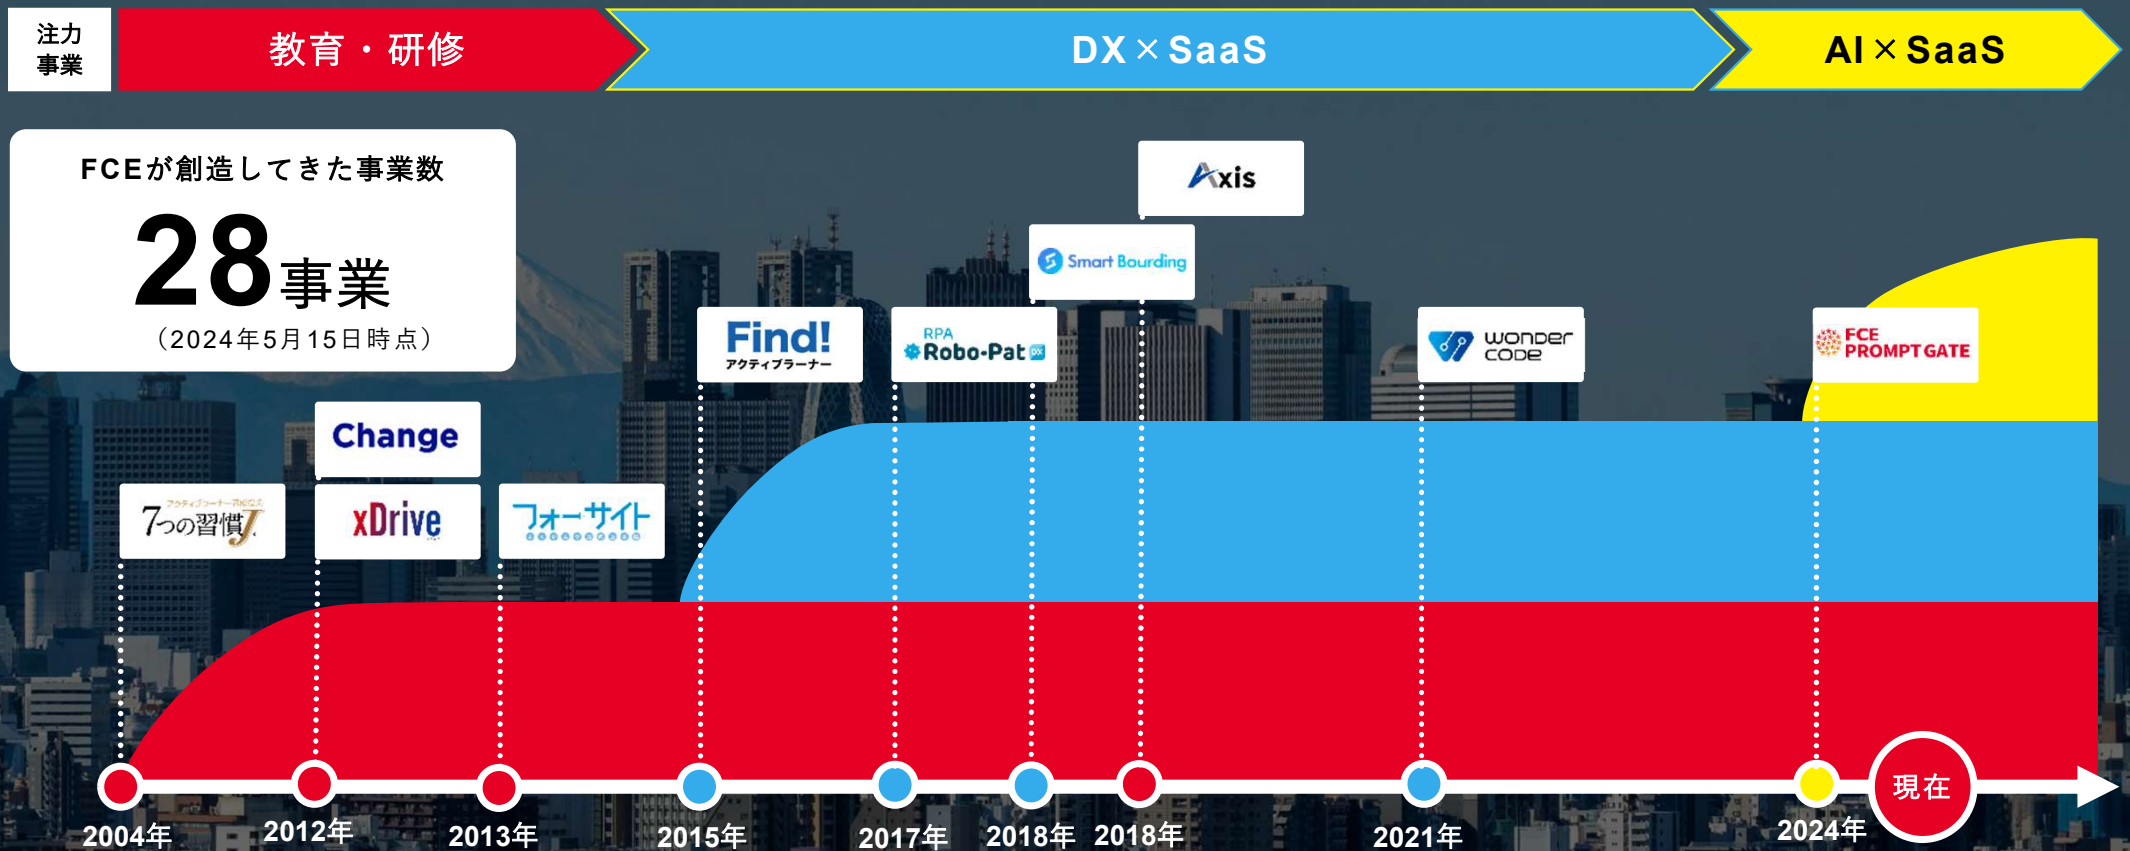 注力
事業
教育・研修
DX×SaaS
AI×SaaS
FCEが創造してきた事業数
28事業
（2024年5月15日時点）
Axis
Smart Bourding
Find!
アクティブラーナー
RPA
Robo-Pat DX
WONDER
CODE
FCE
PROMPT GATE
Change
7つの習慣J
xDrive
フォーサイト
現在
2004年
2012年
2013年
2015年
2017年
2018年
2018年
2021年
2024年